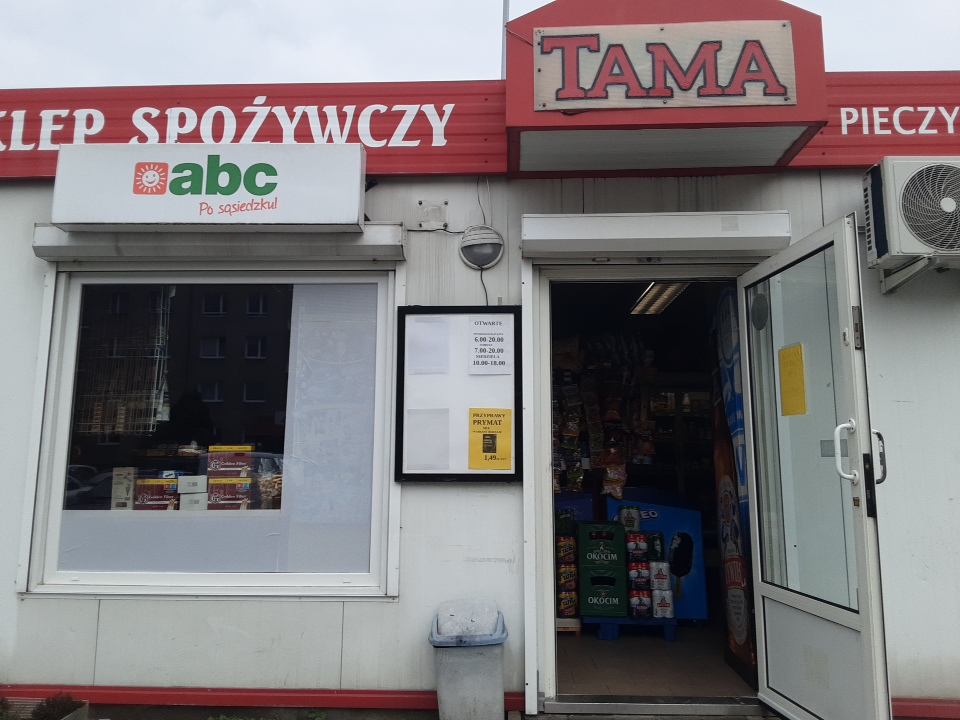 TAMA
KLEP SPOŻYWCZY
PIECZY
abc
Po sąsiedzku!
OTWARTE
6.00-20.00
7.00-20.00
NIEDZIELA
10.00-18.00
PRZYPRAWY
PRYMAT
1,49
OKOCIM
OKOCIM